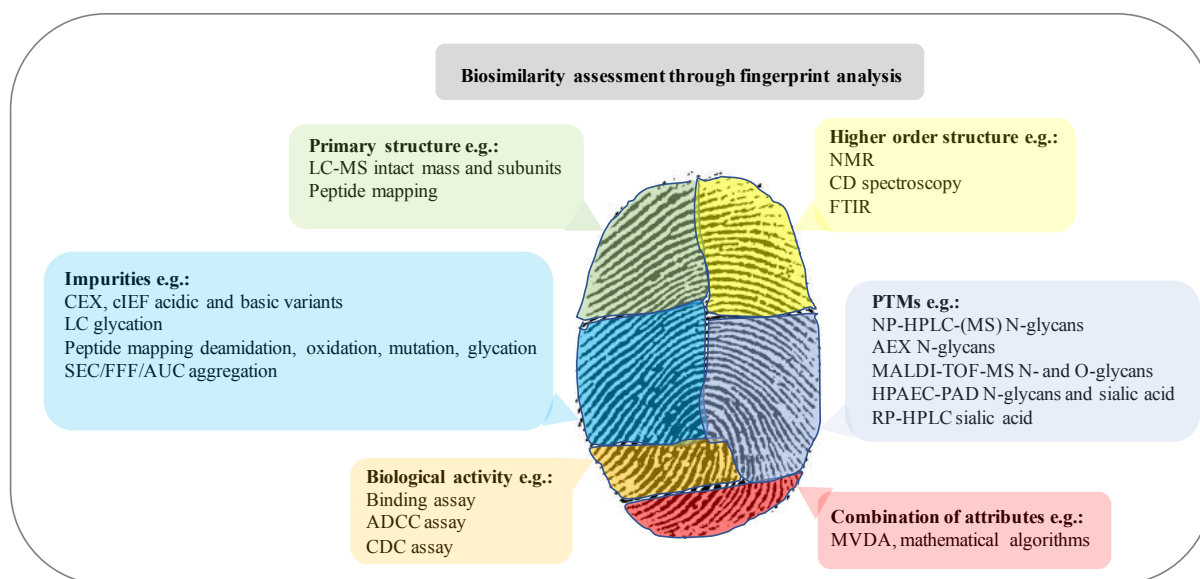 Biosimilarity assessment through fingerprint analysis
Primary structure e.g.:
LC-MS intact mass and subunits
Peptide mapping
Higher order structure e.g.:
NMR
CD spectroscopy
FTIR
Impurities e.g.:
CEX, cIEF acidic and basic variants
LC glycation
Peptide mapping deamidation, oxidation, mutation, glycation
SEC/FFF/AUC aggregation
PTMs e.g.:
NP-HPLC-(MS) N-glycans
AEX N-glycans
MALDI-TOF-MS N- and O-glycans
HPAEC-PAD N-glycans and sialic acid
RP-HPLC sialic acid
Biological activity e.g.:
Binding assay
ADCC assay
CDC assay
Combination of attributes e.g.:
MVDA, mathematical algorithms